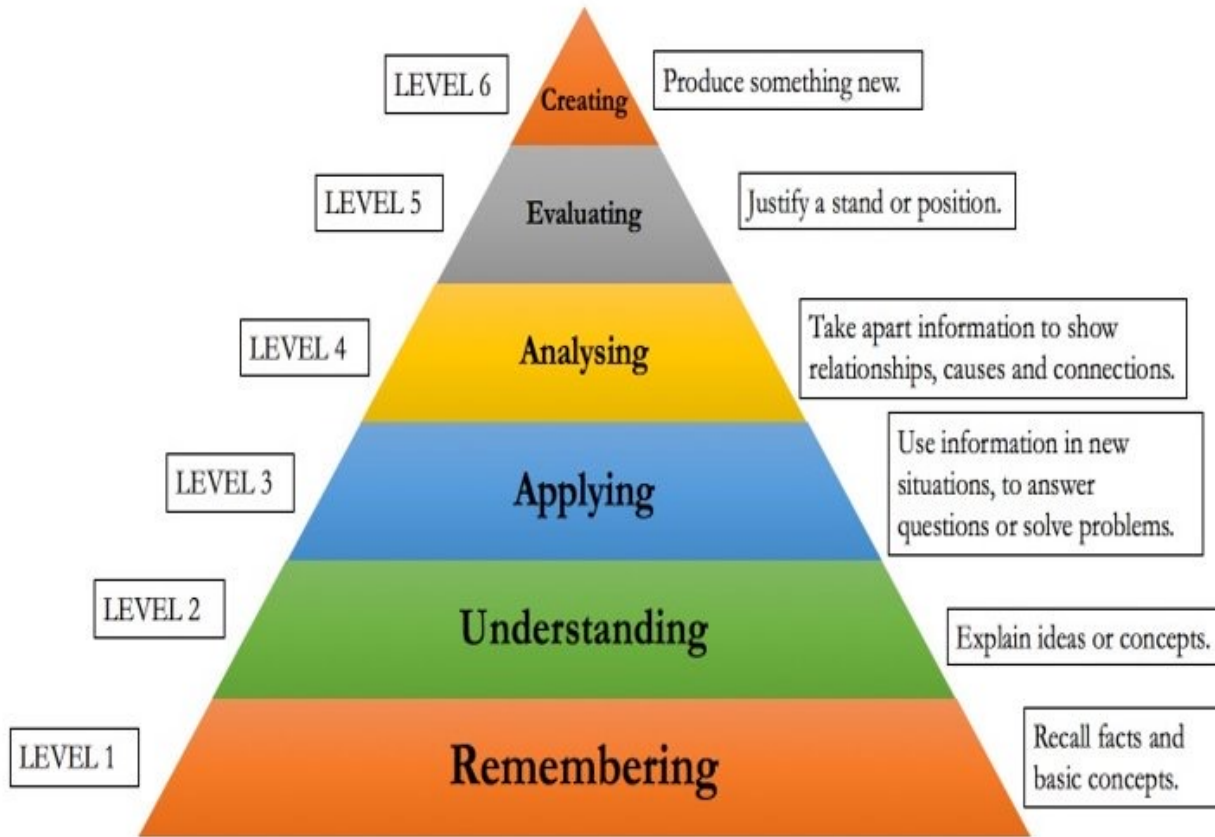 LEVEL 6
Creating
Produce something new.
LEVEL 5
Evaluating
Justify a stand or position.
LEVEL 4
Analysing
Take apart information to show
relationships, causes and connections.
LEVEL 3
Applying
Use information in new
situations, to answer
questions or solve problems.
LEVEL 2
Understanding
Explain ideas or concepts.
LEVEL 1
Remembering
Recall facts and
basic concepts.